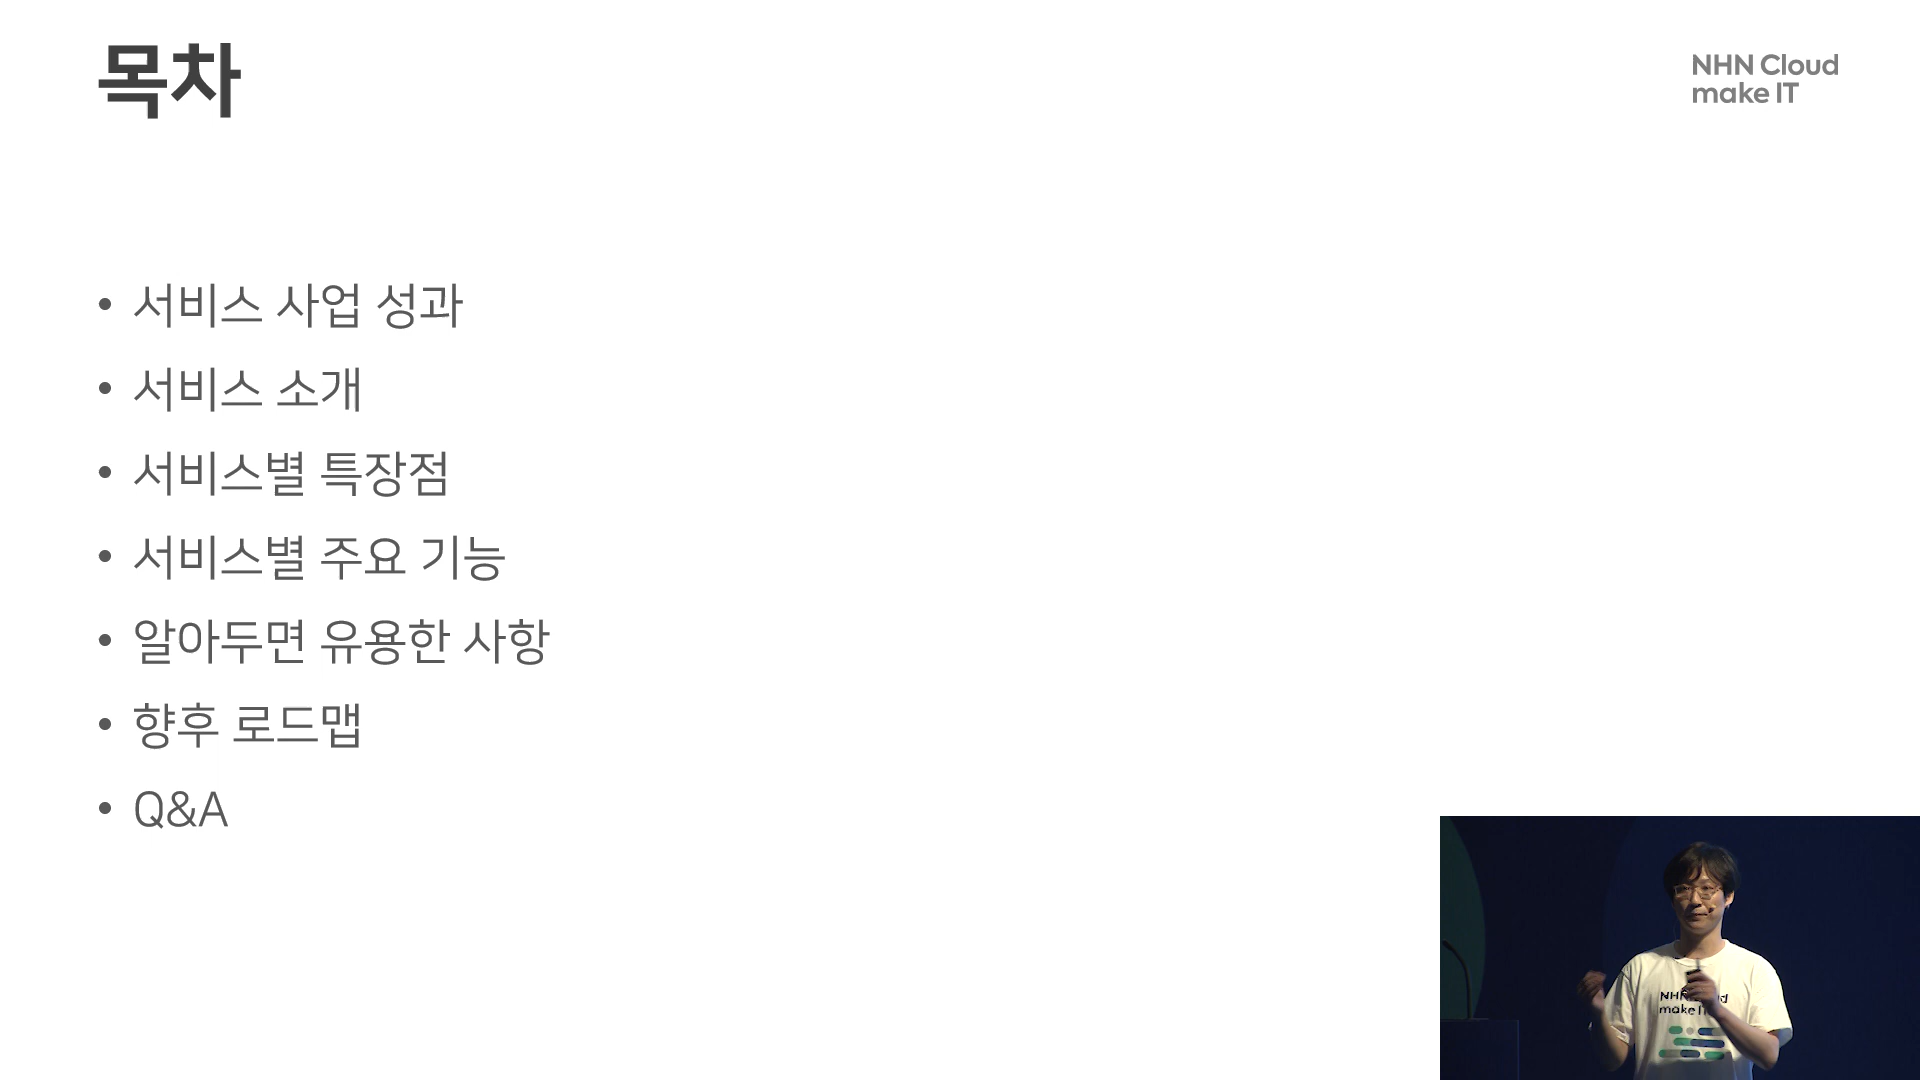 목차
NHN Cloud
make IT
• 서비스 사업 성과
• 서비스 소개
• 서비스별 특장점
• 서비스별 주요 기능
• 알아두면 유용한 사항
• 향후 로드맵
• Q&A
make